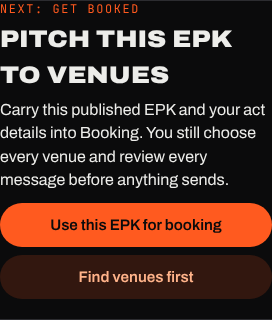 NEXT: GET BOOKED
PITCH THIS EPK
TO VENUES
Carry this published EPK and your act
details into Booking. You still choose
every venue and review every
message before anything sends.
Use this EPK for booking
Find venues first